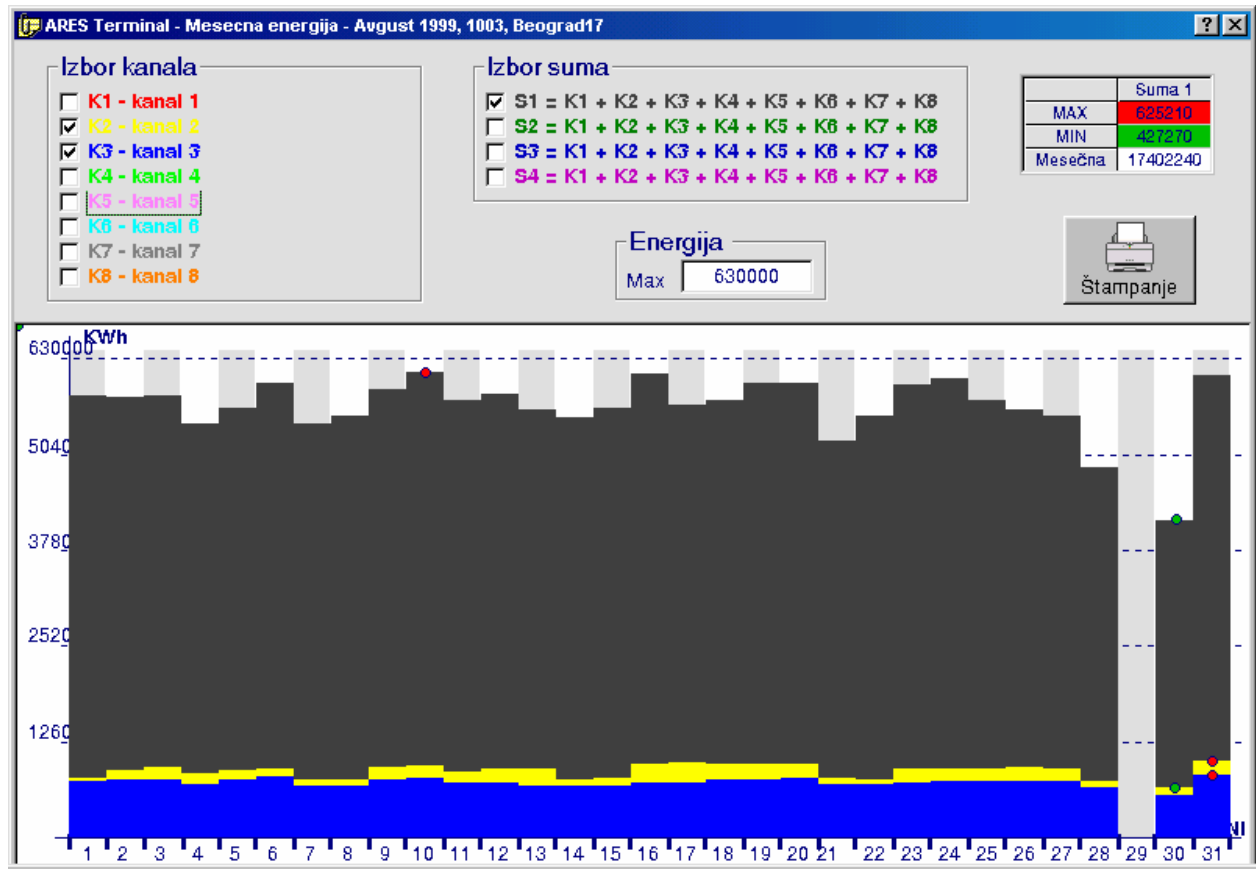 ARES Terminal - Mesecna energija - Avgust 1999, 1003, Beograd17
Izbor kanala
K1 - kanal 1
K2 - kanal 2
K3 - kanal 3
K4 - kanal 4
K5 - kanal 5
K6 - kanal 6
K7 - kanal 7
K8 - kanal 8
Izbor suma
S1 = K1 + K2 + K3 + K4 + K5 + K6 + K7 + K8
S2 = K1 + K2 + K3 + K4 + K5 + K6 + K7 + K8
S3 = K1 + K2 + K3 + K4 + K5 + K6 + K7 + K8
S4 = K1 + K2 + K3 + K4 + K5 + K6 + K7 + K8
Suma 1
MAX 625210
MIN 427270
Mesečna 17402240
Energija
Max 630000
Štampanje
KWh
630000
5040
3780
2520
1260
1 2 3 4 5 6 7 8 9 10 11 12 13 14 15 16 17 18 19 20 21 22 23 24 25 26 27 28 29 30 31